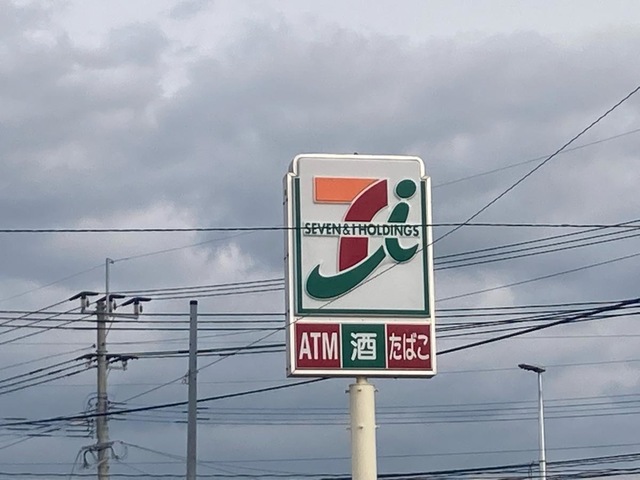 SEVEN & i HOLDINGS
ATM 酒 たばこ